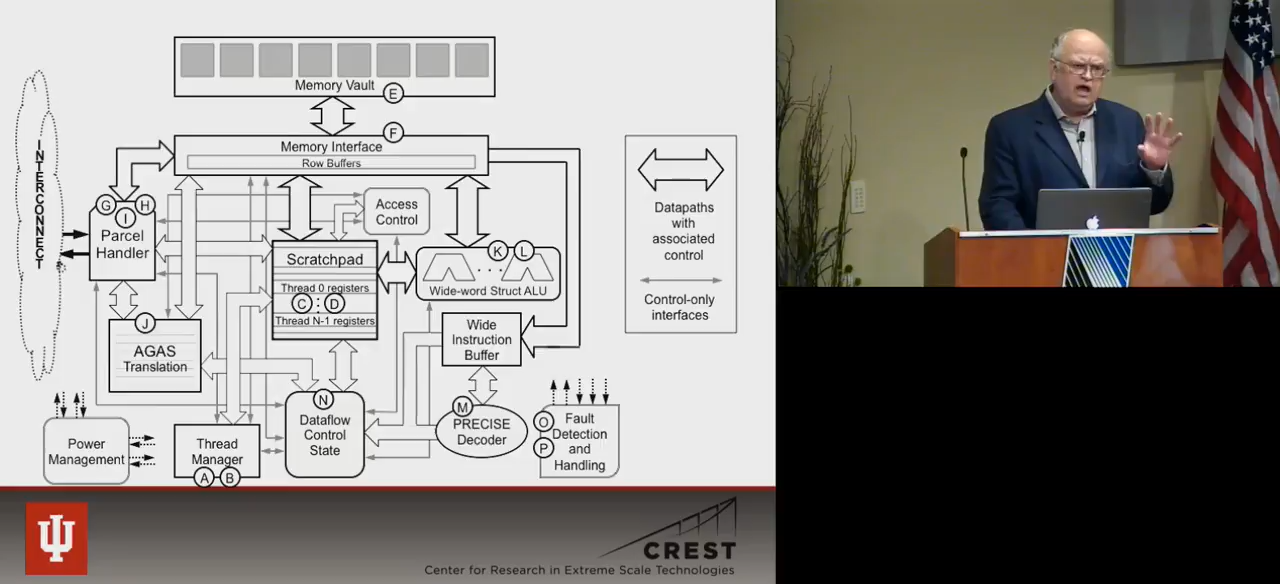 Memory Vault
E
F
Memory Interface
Row Buffers
INTERCONNECT
G
H
I
Parcel
Handler
Access
Control
Scratchpad
Thread 0 registers
C : D
Thread N-1 registers
K
L
. . .
Wide-word Struct ALU
Datapaths
with
associated
control
Control-only
interfaces
J
AGAS
Translation
Wide
Instruction
Buffer
N
Dataflow
Control
State
M
PRECISE
Decoder
O
P
Fault
Detection
and
Handling
Power
Management
Thread
Manager
A
B
CREST
Center for Research in Extreme Scale Technologies